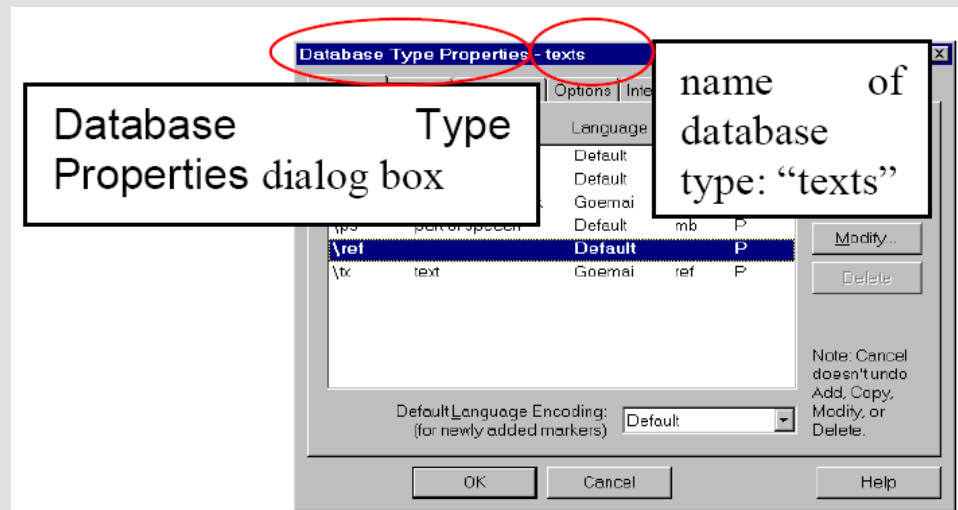 Database Type Properties - texts
Options Inte
Database Type
Properties dialog box
name of
database
type: “texts”
Language
Default
Default
Goemai
\ps part of speech Default mb P
\ref Default P
\tx text Goemai ref P
Modify...
Delete
Note: Cancel
doesn't undo
Add, Copy,
Modify, or
Delete.
Default Language Encoding:
(for newly added markers)
Default
OK Cancel Help